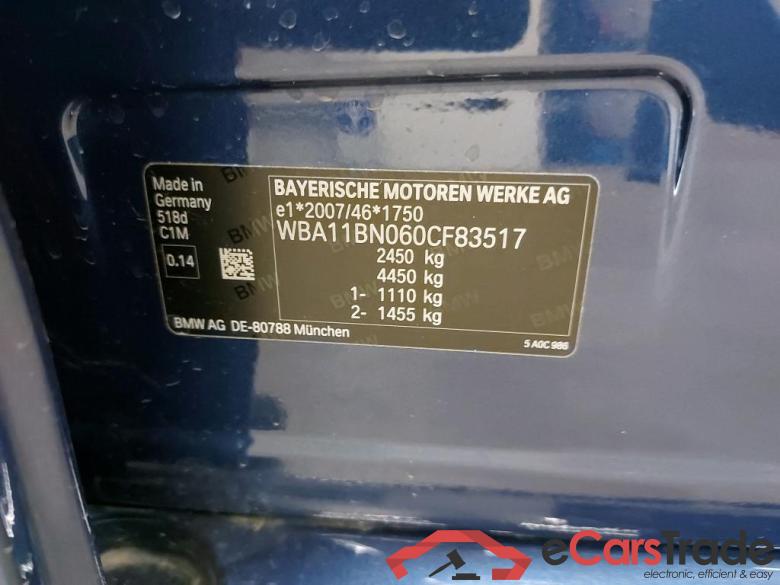 Made in
Germany
518d
C1M
0.14
BAYERISCHE MOTOREN WERKE AG
e1*2007/46*1750
WBA11BN060CF83517
2450 kg
4450 kg
1- 1110 kg
2- 1455 kg
BMW AG DE-80788 München
5 A0C 986
eCarsTrade
electronic, efficient & easy